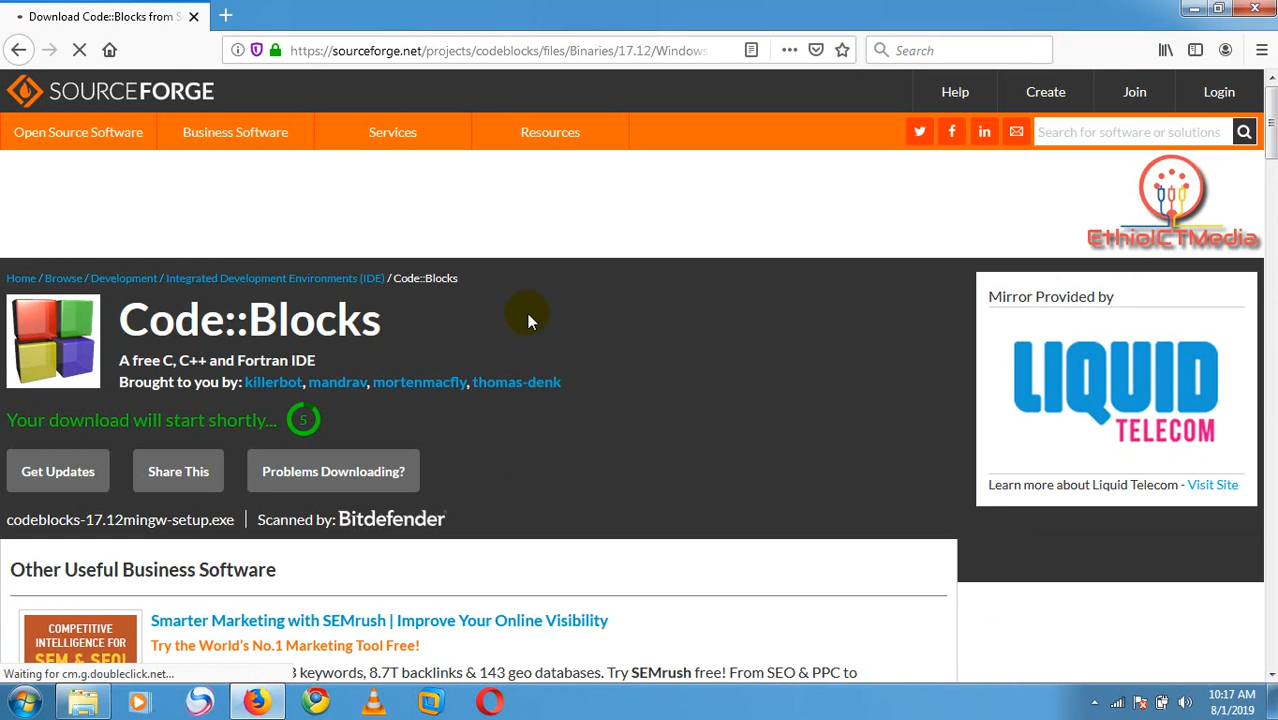 Download Code::Blocks from S
https://sourceforge.net/projects/codeblocks/files/Binaries/17.12/Windows
Search
SOURCEFORGE
Help
Create
Join
Login
Open Source Software
Business Software
Services
Resources
Search for software or solutions
EthioICTMedia
Home / Browse / Development / Integrated Development Environments (IDE) / Code::Blocks
Code::Blocks
A free C, C++ and Fortran IDE
Brought to you by: killerbot, mandrav, mortenmacfly, thomas-denk
Your download will start shortly... 5
Get Updates
Share This
Problems Downloading?
codeblocks-17.12mingw-setup.exe
Scanned by: Bitdefender
Mirror Provided by
LIQUID
TELECOM
Learn more about Liquid Telecom - Visit Site
Other Useful Business Software
COMPETITIVE
INTELLIGENCE FOR
SEM & SEO!
Smarter Marketing with SEMrush | Improve Your Online Visibility
Try the World's No.1 Marketing Tool Free!
keywords, 8.7T backlinks & 143 geo databases. Try SEMrush free! From SEO & PPC to
Waiting for cm.g.doubleclick.net...
10:17 AM
8/1/2019